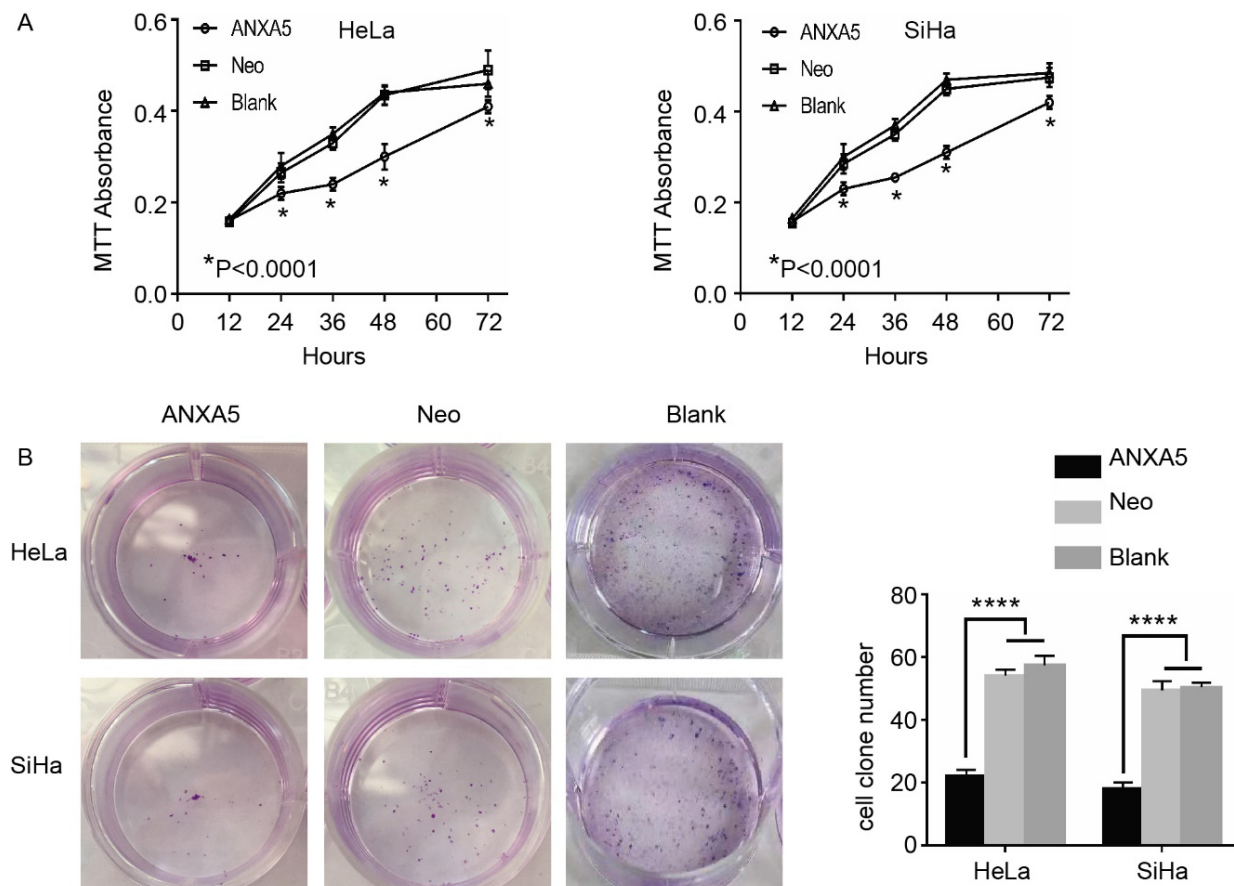 A
HeLa
ANXA5
Neo
Blank
MTT Absorbance
0.6
0.4
0.2
0.0
*
*
*
*
*P<0.0001
0 12 24 36 48 60 72
Hours
SiHa
ANXA5
Neo
Blank
MTT Absorbance
0.6
0.4
0.2
0.0
*
*
*
*
*P<0.0001
0 12 24 36 48 60 72
Hours
B
ANXA5 Neo Blank
HeLa
SiHa
ANXA5
Neo
Blank
cell clone number
80
60
40
20
0
****
****
HeLa SiHa